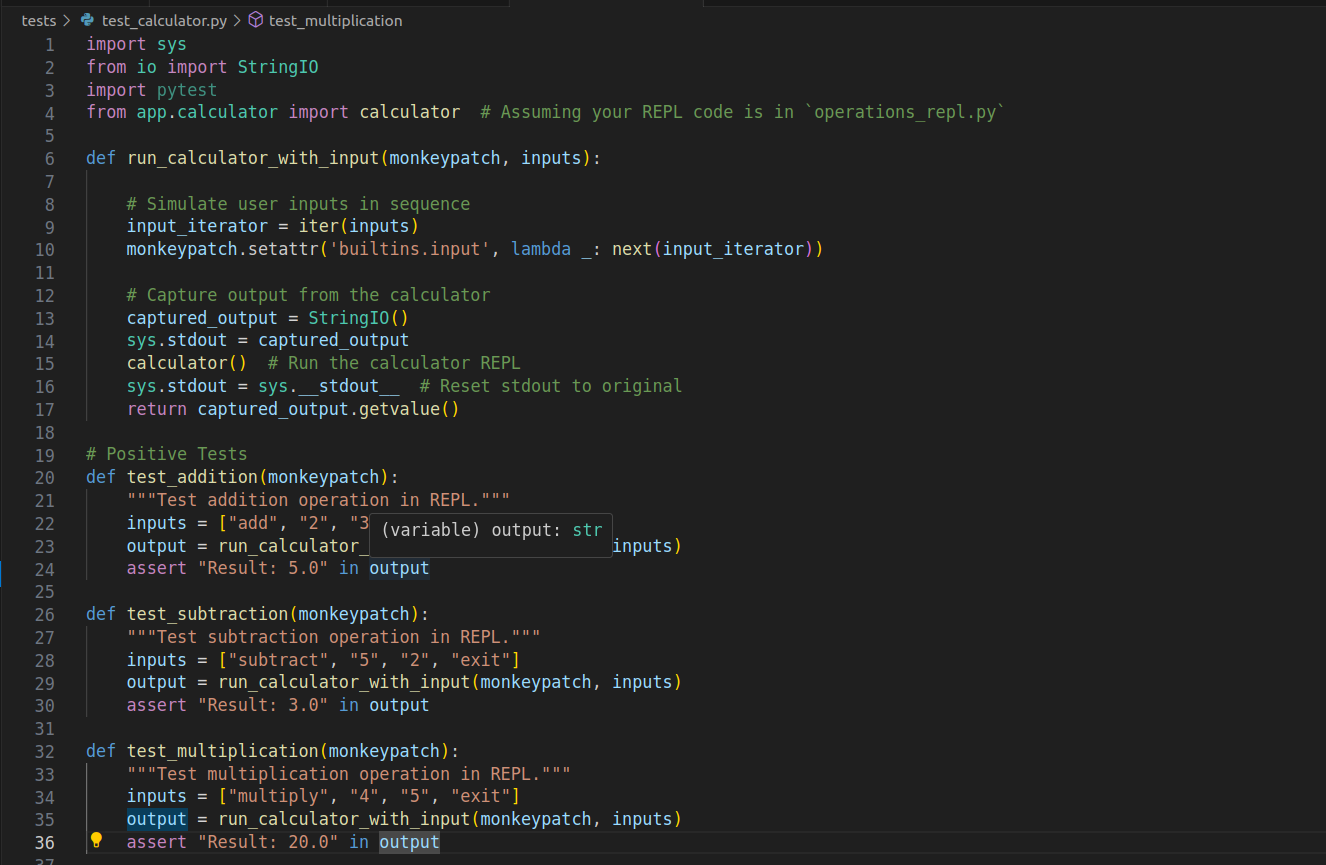 tests > test_calculator.py > test_multiplication
1 import sys
2 from io import StringIO
3 import pytest
4 from app.calculator import calculator  # Assuming your REPL code is in `operations_repl.py`
5
6 def run_calculator_with_input(monkeypatch, inputs):
7
8     # Simulate user inputs in sequence
9     input_iterator = iter(inputs)
10     monkeypatch.setattr('builtins.input', lambda _: next(input_iterator))
11
12     # Capture output from the calculator
13     captured_output = StringIO()
14     sys.stdout = captured_output
15     calculator()  # Run the calculator REPL
16     sys.stdout = sys.__stdout__  # Reset stdout to original
17     return captured_output.getvalue()
18
19 # Positive Tests
20 def test_addition(monkeypatch):
21     """Test addition operation in REPL."""
22     inputs = ["add", "2", "3
(variable) output: str
23     output = run_calculator_ inputs)
24     assert "Result: 5.0" in output
25
26 def test_subtraction(monkeypatch):
27     """Test subtraction operation in REPL."""
28     inputs = ["subtract", "5", "2", "exit"]
29     output = run_calculator_with_input(monkeypatch, inputs)
30     assert "Result: 3.0" in output
31
32 def test_multiplication(monkeypatch):
33     """Test multiplication operation in REPL."""
34     inputs = ["multiply", "4", "5", "exit"]
35     output = run_calculator_with_input(monkeypatch, inputs)
36     assert "Result: 20.0" in output
37